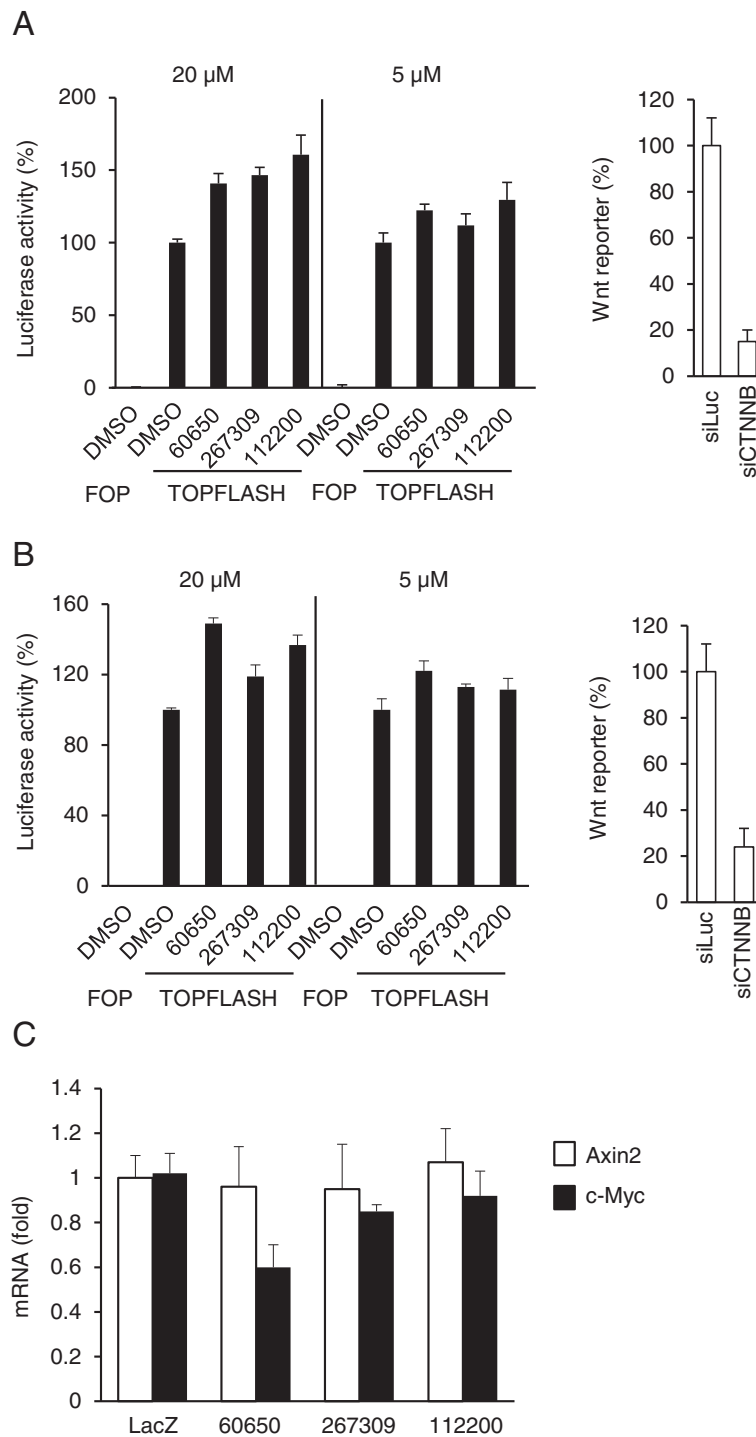 A
20 µM
5 µM
Luciferase activity (%)
200
150
100
50
0
DMSO
DMSO
60650
267309
112200
DMSO
DMSO
60650
267309
112200
FOP
TOPFLASH
FOP
TOPFLASH
Wnt reporter (%)
120
100
80
60
40
20
0
siLuc
siCTNNB
B
20 µM
5 µM
Luciferase activity (%)
160
120
80
40
0
DMSO
DMSO
60650
267309
112200
DMSO
DMSO
60650
267309
112200
FOP
TOPFLASH
FOP
TOPFLASH
Wnt reporter (%)
120
100
80
60
40
20
0
siLuc
siCTNNB
C
mRNA (fold)
1.4
1.2
1
0.8
0.6
0.4
0.2
0
LacZ
60650
267309
112200
Axin2
c-Myc